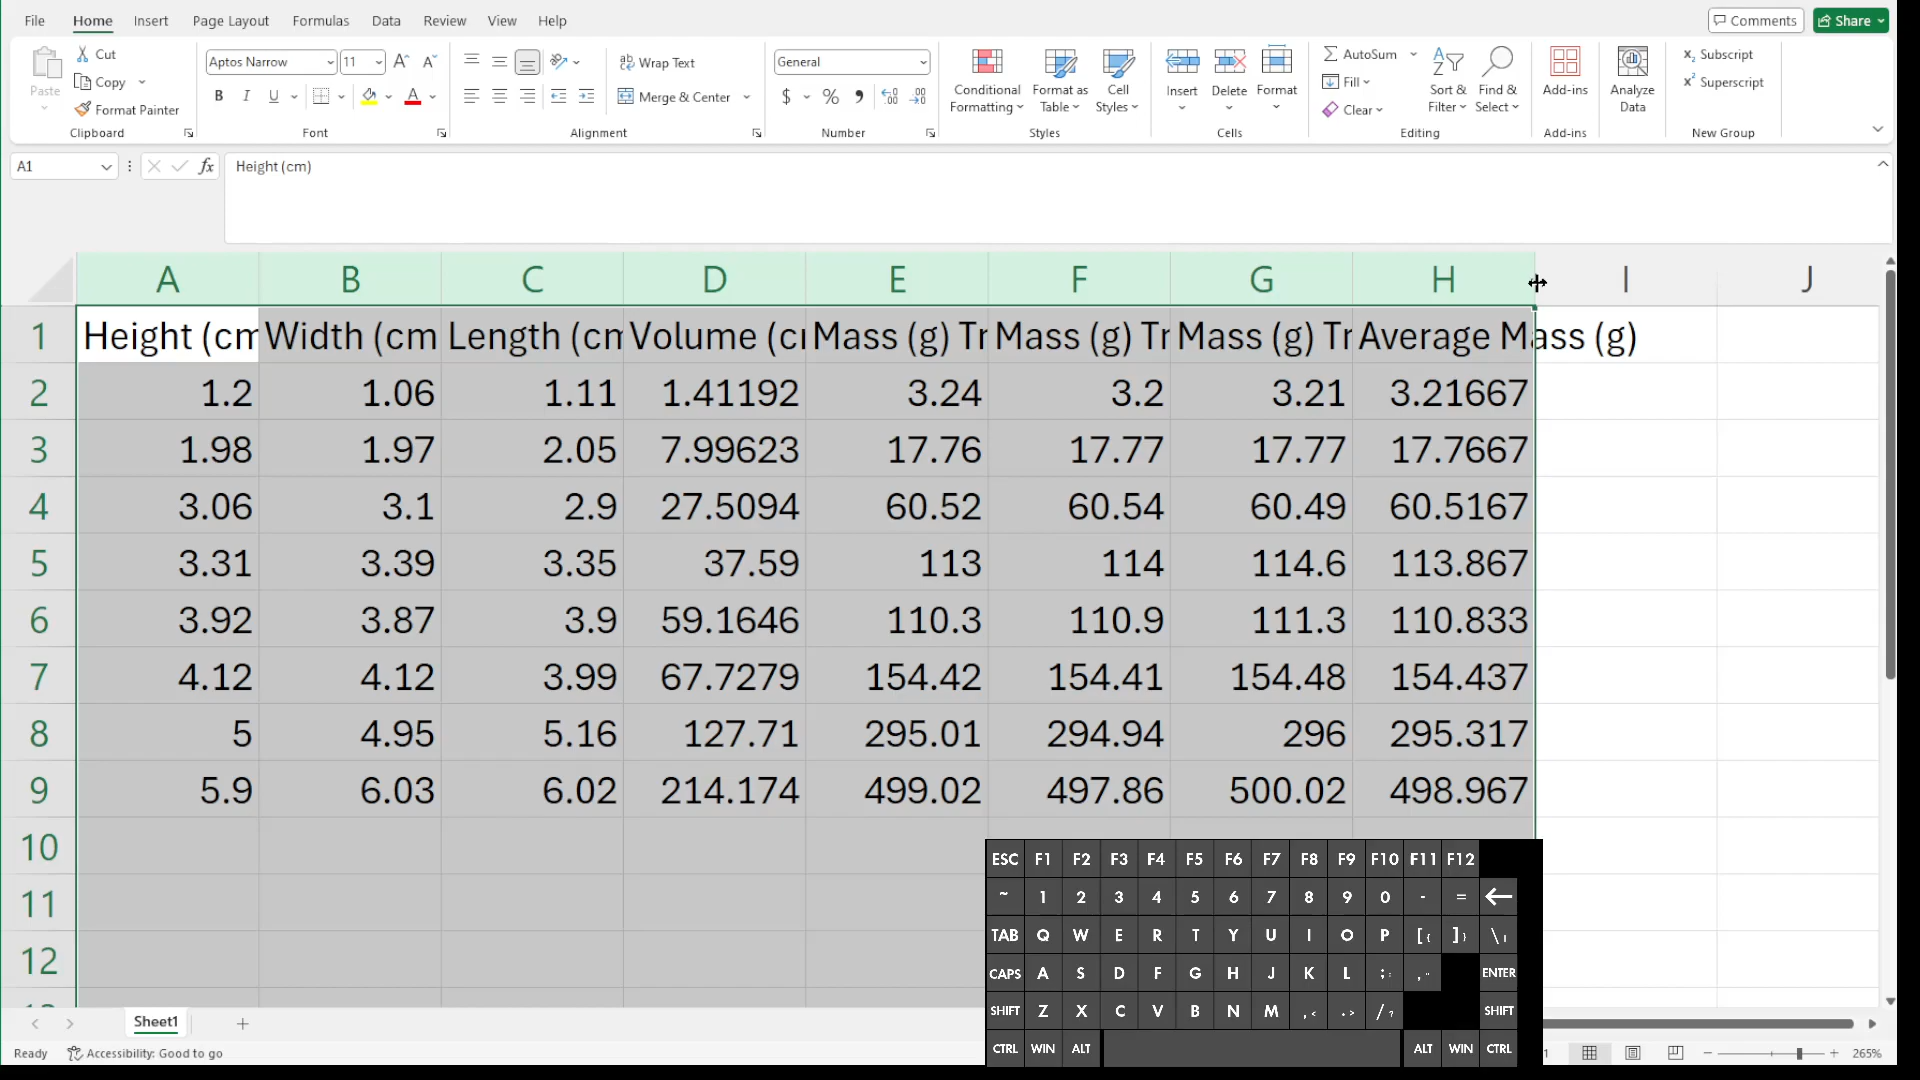 File Home Insert Page Layout Formulas Data Review View Help Comments Share
Paste Cut Copy Format Painter Clipboard
Aptos Narrow 11 A^ Aˇ B I U A Font
ab Wrap Text Merge & Center Alignment
General $ % , Number
Conditional Formatting Format as Table Cell Styles Styles
Insert Delete Format Cells
AutoSum Fill Clear Sort & Filter Find & Select Editing
Add-ins Add-ins
Analyze Data
X₂ Subscript X² Superscript New Group
A1 fx Height (cm)
A B C D E F G H I J
1 Height (cm Width (cm Length (cm Volume (c Mass (g) Tr Mass (g) Tr Mass (g) Tr Average Mass (g)
2 1.2 1.06 1.11 1.41192 3.24 3.2 3.21 3.21667
3 1.98 1.97 2.05 7.99623 17.76 17.77 17.77 17.7667
4 3.06 3.1 2.9 27.5094 60.52 60.54 60.49 60.5167
5 3.31 3.39 3.35 37.59 113 114 114.6 113.867
6 3.92 3.87 3.9 59.1646 110.3 110.9 111.3 110.833
7 4.12 4.12 3.99 67.7279 154.42 154.41 154.48 154.437
8 5 4.95 5.16 127.71 295.01 294.94 296 295.317
9 5.9 6.03 6.02 214.174 499.02 497.86 500.02 498.967
10
11
12
ESC F1 F2 F3 F4 F5 F6 F7 F8 F9 F10 F11 F12
~ 1 2 3 4 5 6 7 8 9 0 - = ←
TAB Q W E R T Y U I O P [{ ]} \|
CAPS A S D F G H J K L ;: ENTER
SHIFT Z X C V B N M ,< .> /? SHIFT
CTRL WIN ALT ALT WIN CTRL
Sheet1 +
Ready Accessibility: Good to go − + 265%